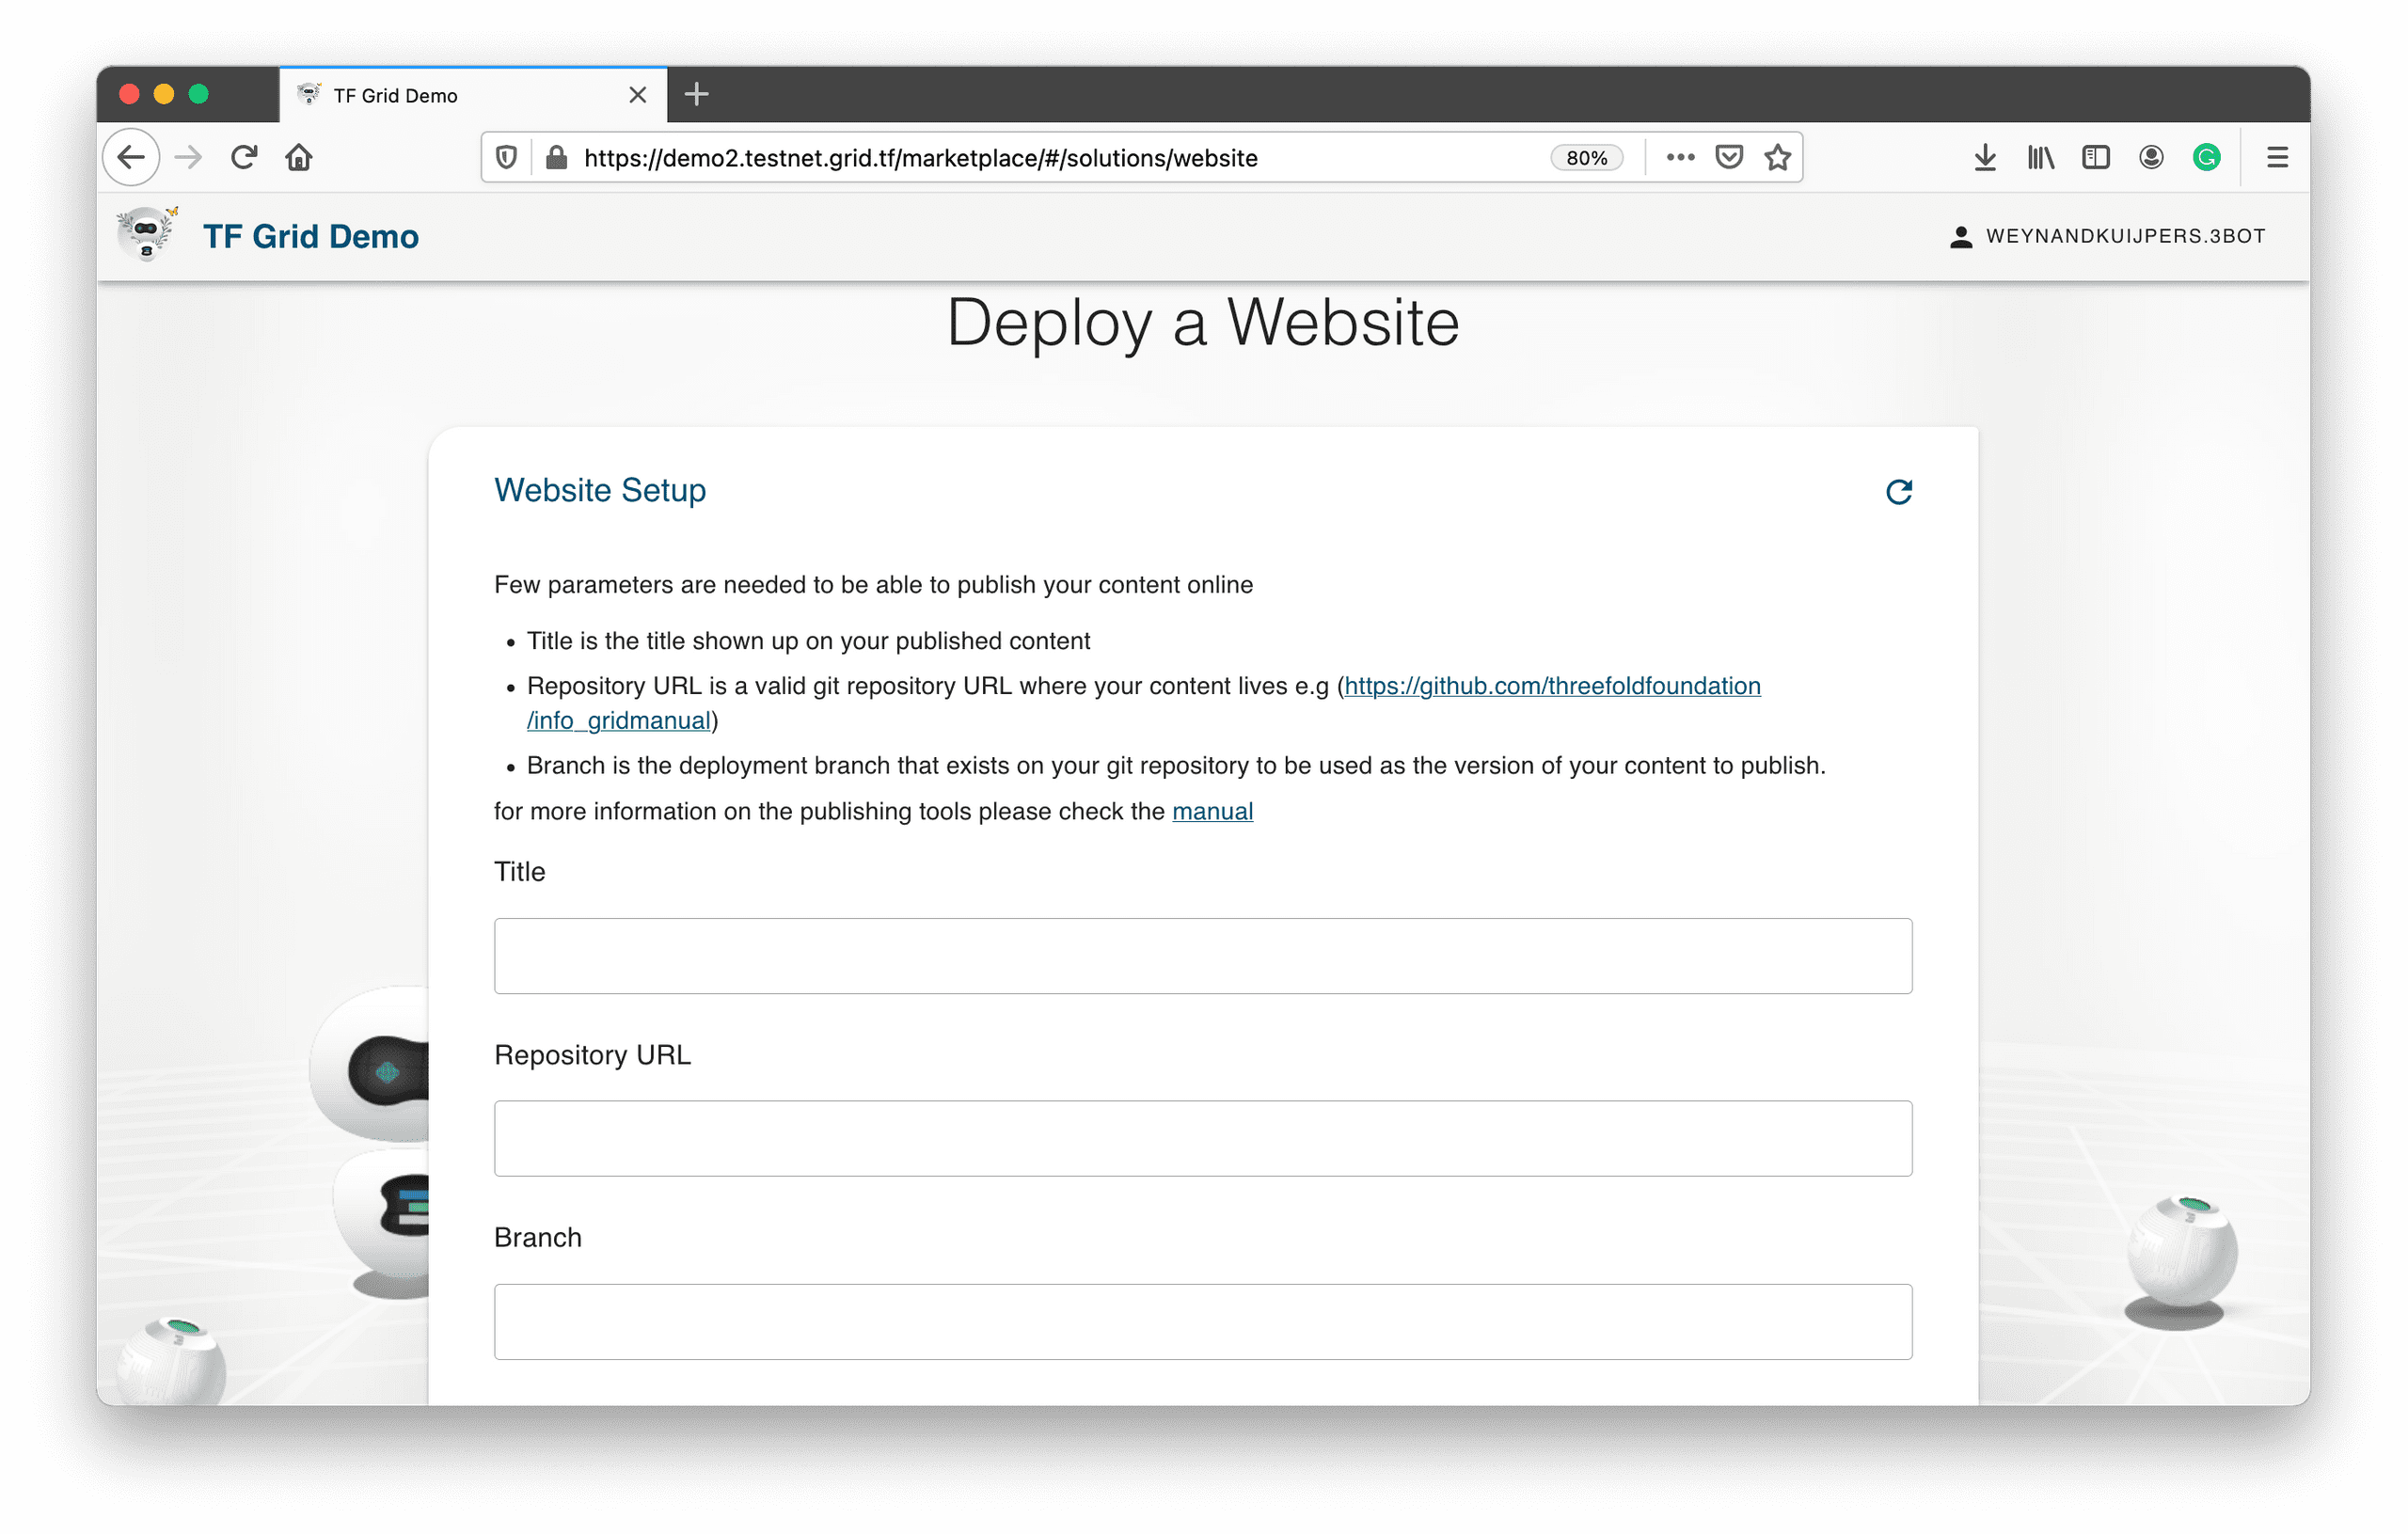 TF Grid Demo
https://demo2.testnet.grid.tf/marketplace/#/solutions/website
80%
TF Grid Demo
WEYNANDKUIJPERS.3BOT
Deploy a Website
Website Setup
Few parameters are needed to be able to publish your content online
• Title is the title shown up on your published content
• Repository URL is a valid git repository URL where your content lives e.g (https://github.com/threefoldfoundation
/info_gridmanual)
• Branch is the deployment branch that exists on your git repository to be used as the version of your content to publish.
for more information on the publishing tools please check the manual
Title
Repository URL
Branch